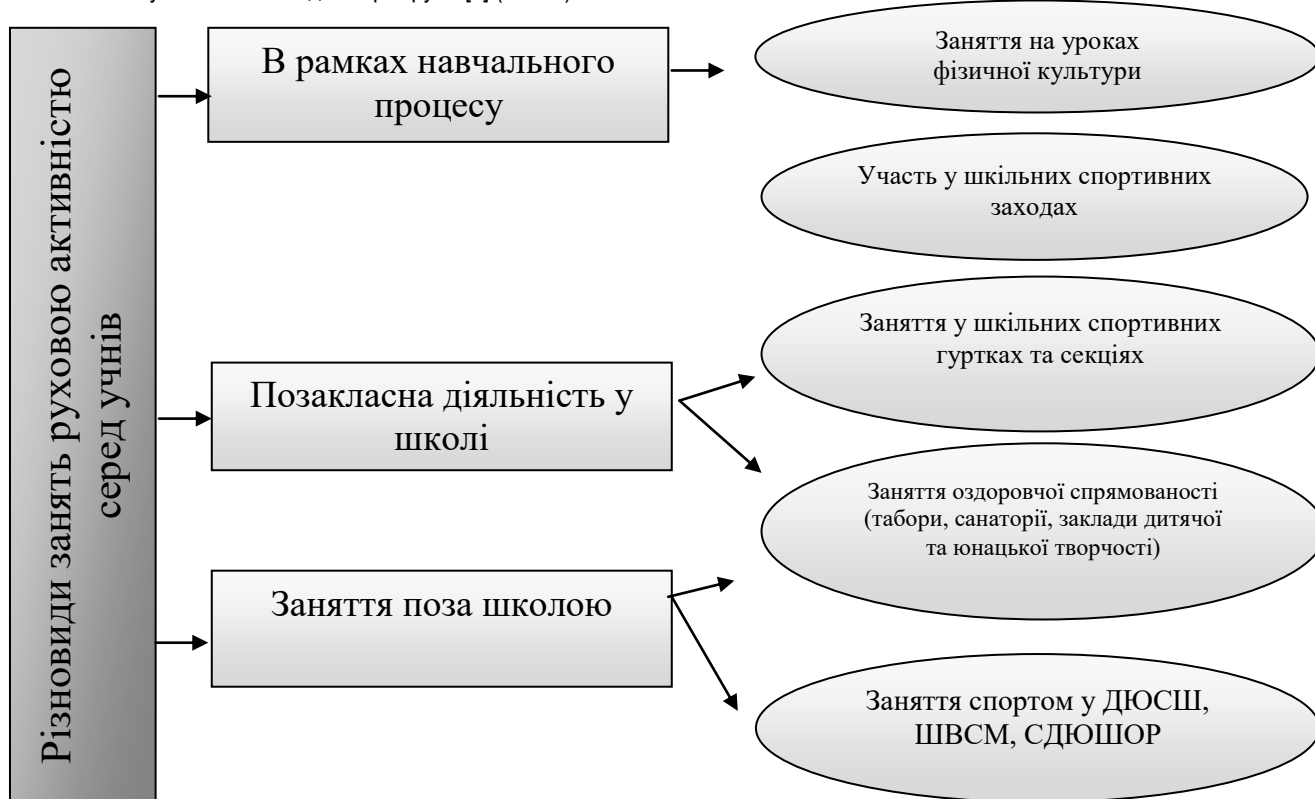 Різновиди занять руховою активністю
серед учнів
В рамках навчального
процесу
Заняття на уроках
фізичної культури
Участь у шкільних спортивних
заходах
Позакласна діяльність у
школі
Заняття у шкільних спортивних
гуртках та секціях
Заняття оздоровчої спрямованості
(табори, санаторії, заклади дитячої
та юнацької творчості)
Заняття поза школою
Заняття спортом у ДЮСШ,
ШВСМ, СДЮШОР